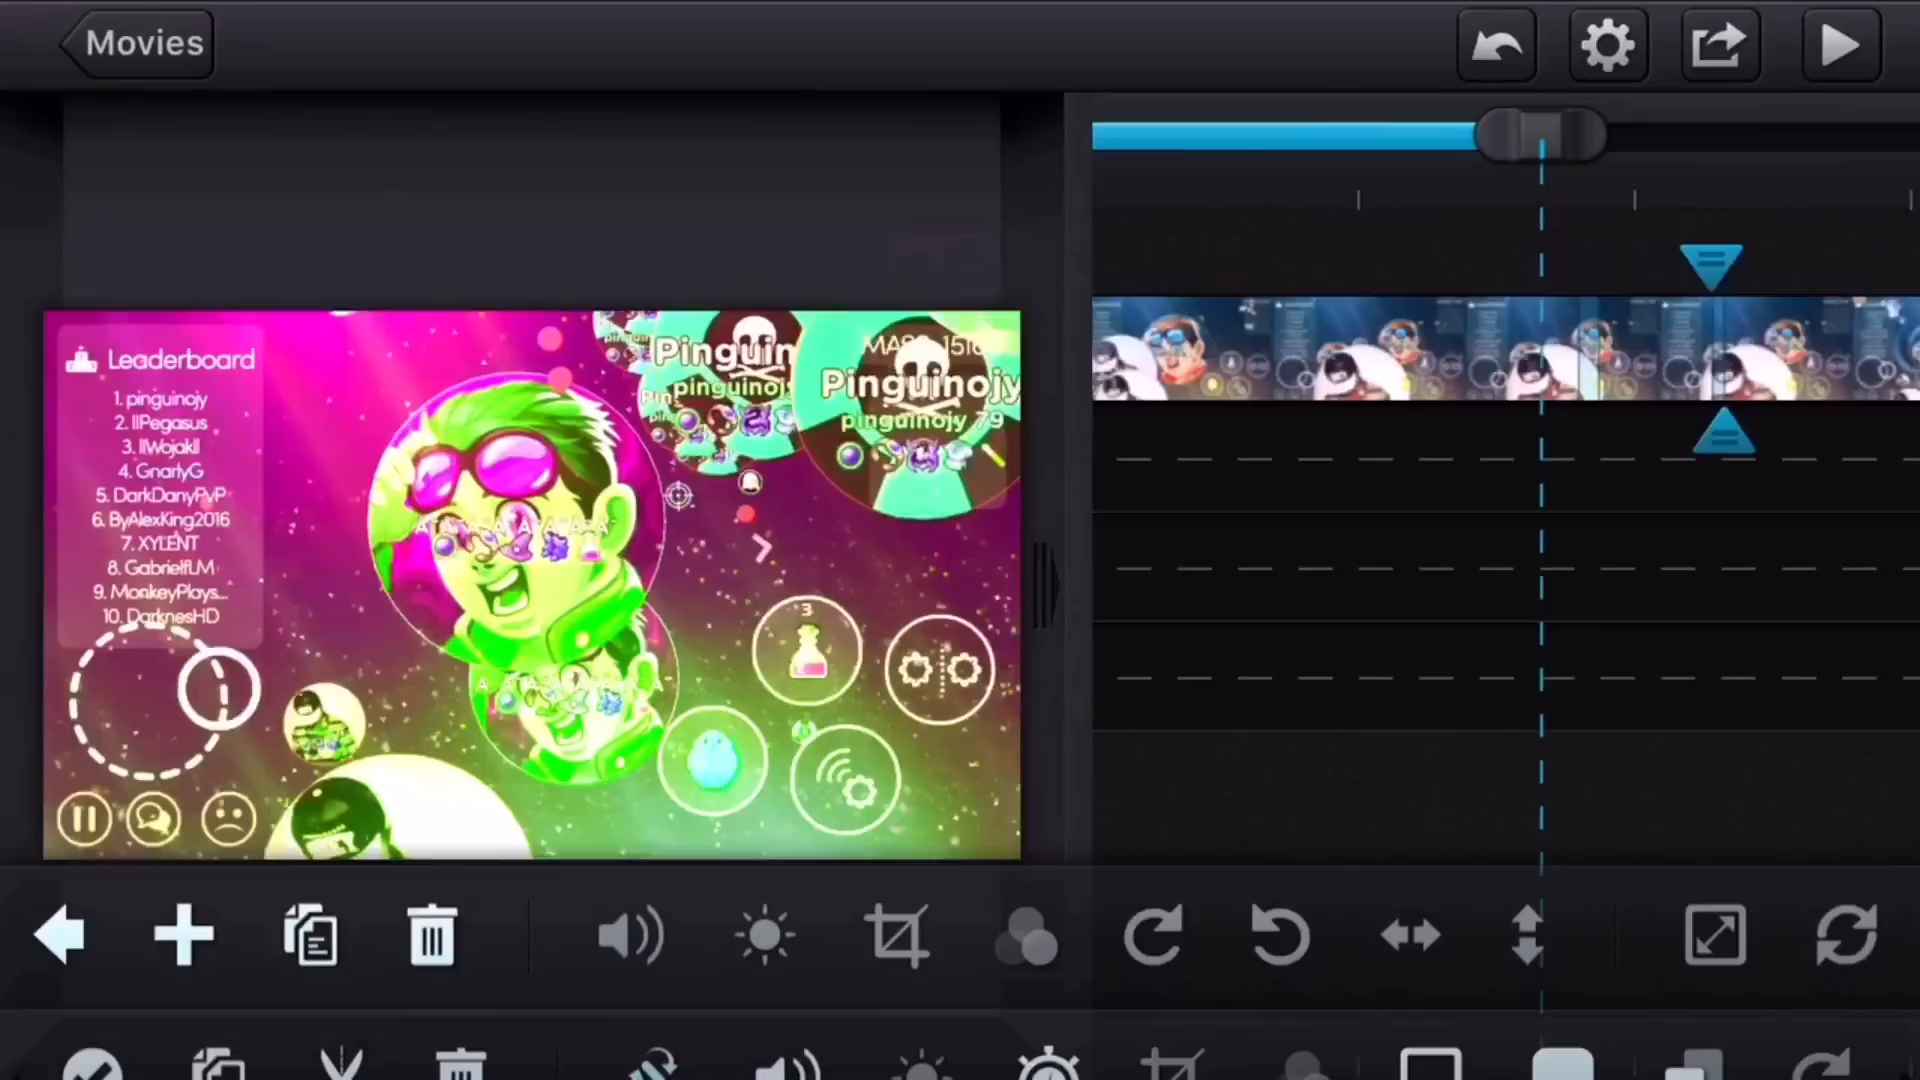 Movies
Leaderboard
1. pinguinojy
2. llPegasus
3. llWojakll
4. GnarlyG
5. DarkDanyPvP
6. ByAlexKing2016
7. XYLENT
8. GabrielfLM
9. MonkeyPlays...
10. DarknesHD
Pinguin
pinguinoj
Pinguinojy
pinguinojy 79
3